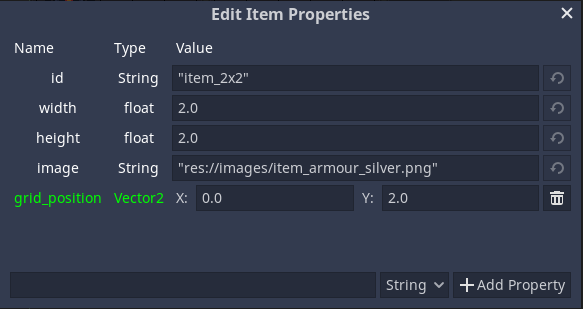 Edit Item Properties
Name Type Value
id String "item_2x2"
width float 2.0
height float 2.0
image String "res://images/item_armour_silver.png"
grid_position Vector2 X: 0.0 Y: 2.0
String Add Property